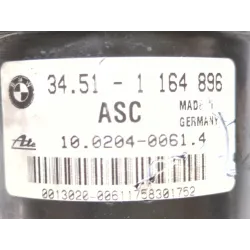 34.51 - 1 164 896
ASC
MADE IN
GERMANY
Ate
10.0204-0061.4
0013020-00611758301752